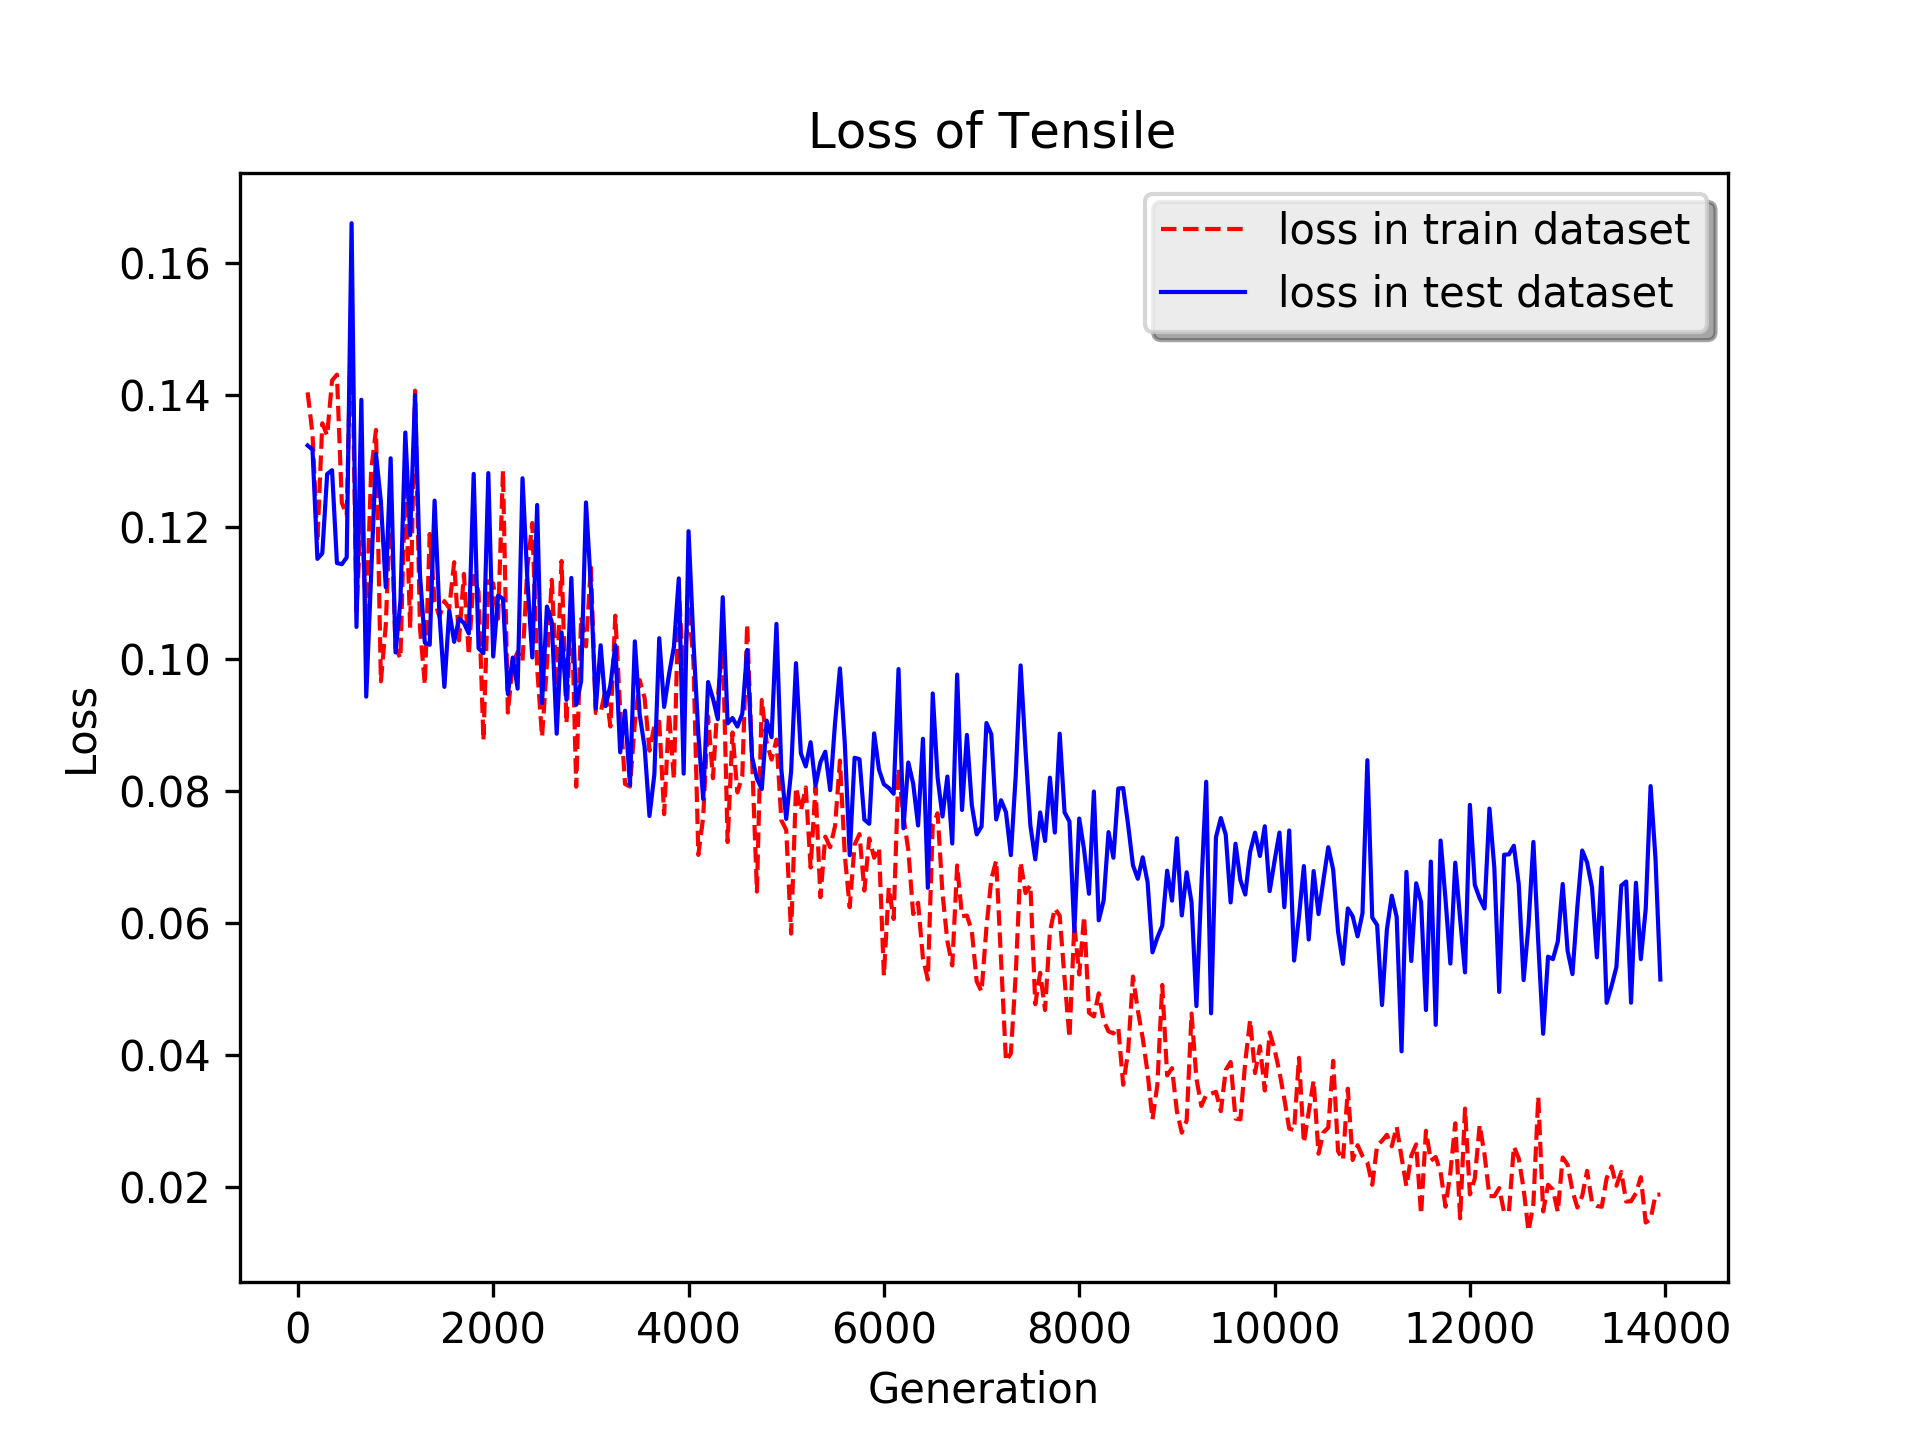 Loss of Tensile
loss in train dataset
loss in test dataset
0.16
0.14
0.12
0.10
0.08
0.06
0.04
0.02
Loss
0 2000 4000 6000 8000 10000 12000 14000
Generation